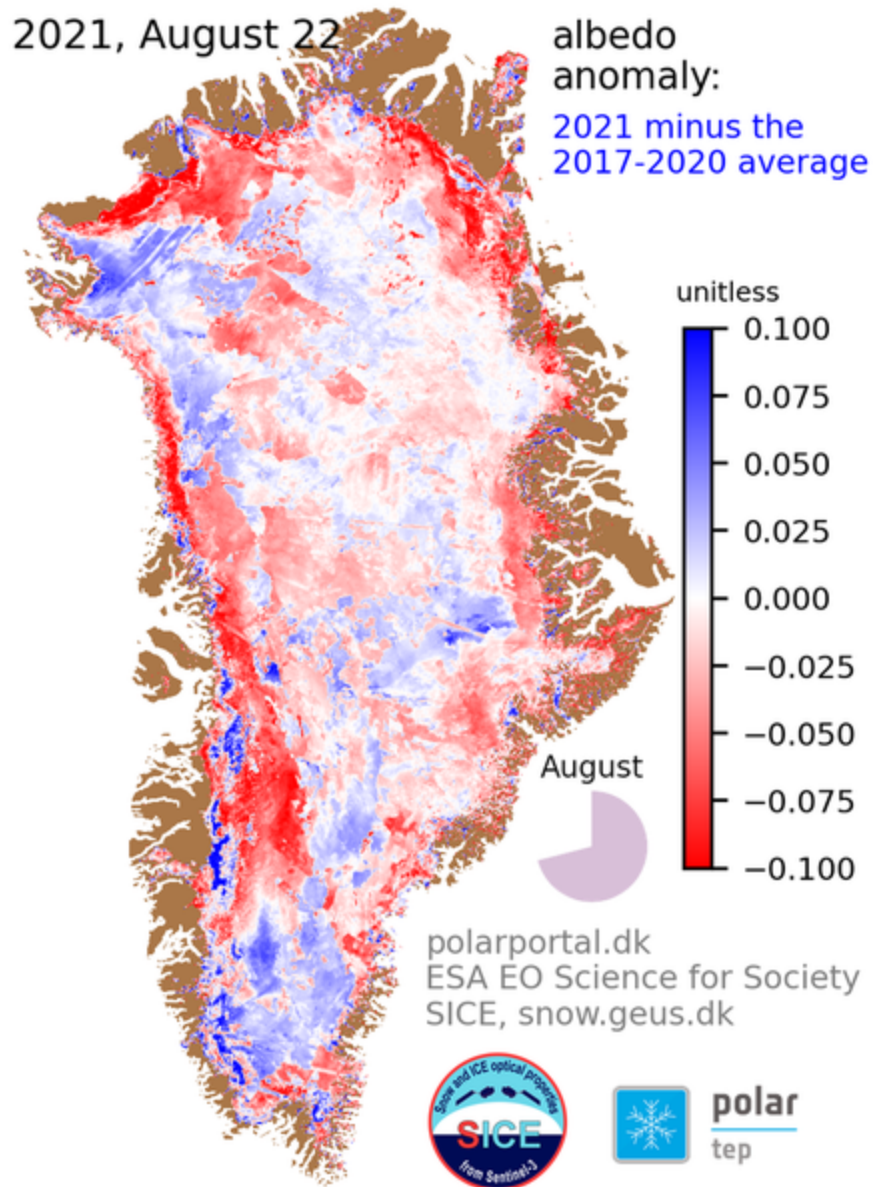 2021, August 22
albedo
anomaly:
2021 minus the
2017-2020 average
unitless
0.100
0.075
0.050
0.025
0.000
−0.025
−0.050
−0.075
−0.100
August
polarportal.dk
ESA EO Science for Society
SICE, snow.geus.dk
Snow and ICE optical properties
SICE
from Sentinel-3
polar
tep